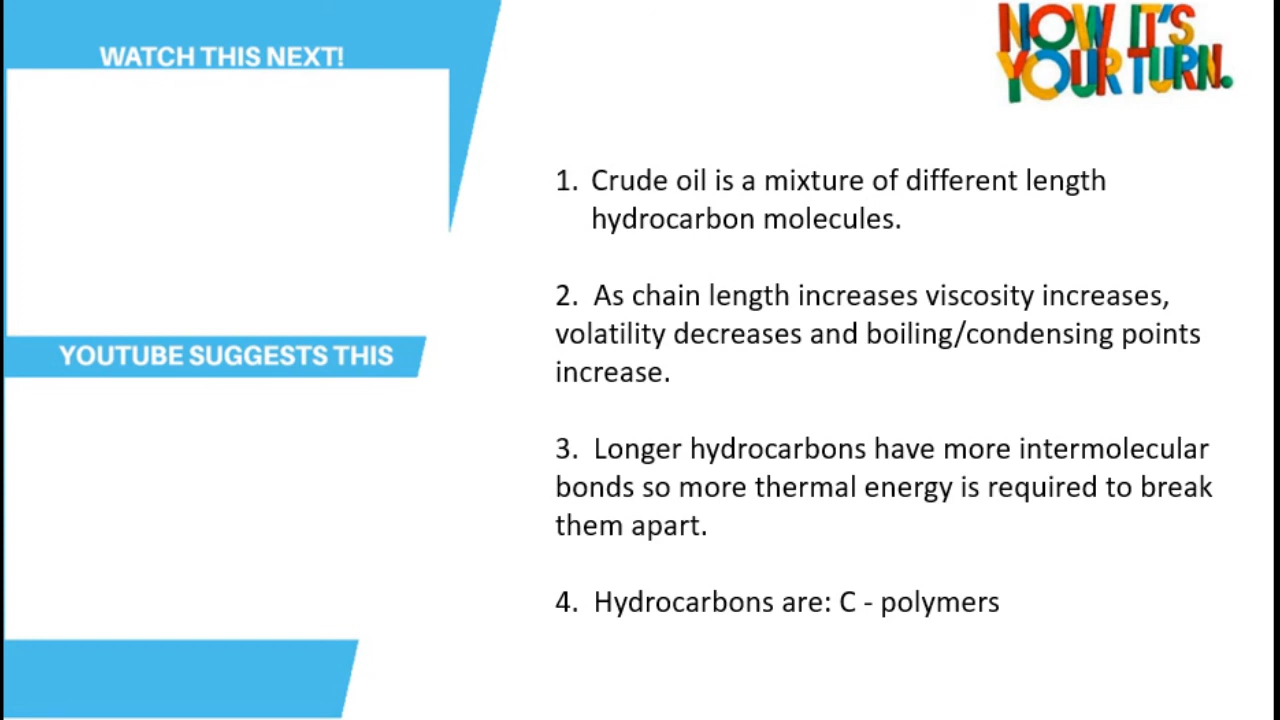 WATCH THIS NEXT!
YOUTUBE SUGGESTS THIS
NOW IT'S
YOUR TURN.
1. Crude oil is a mixture of different length
hydrocarbon molecules.
2. As chain length increases viscosity increases,
volatility decreases and boiling/condensing points
increase.
3. Longer hydrocarbons have more intermolecular
bonds so more thermal energy is required to break
them apart.
4. Hydrocarbons are: C - polymers